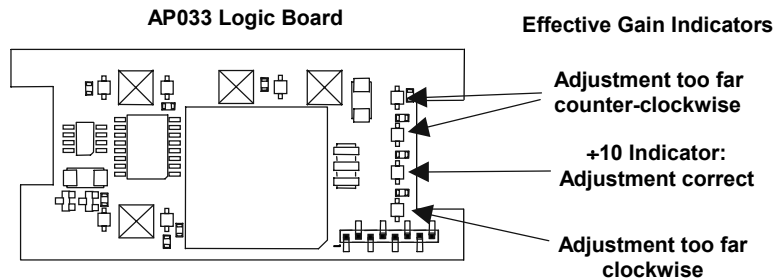 AP033 Logic Board
Effective Gain Indicators
Adjustment too far
counter-clockwise
+10 Indicator:
Adjustment correct
Adjustment too far
clockwise